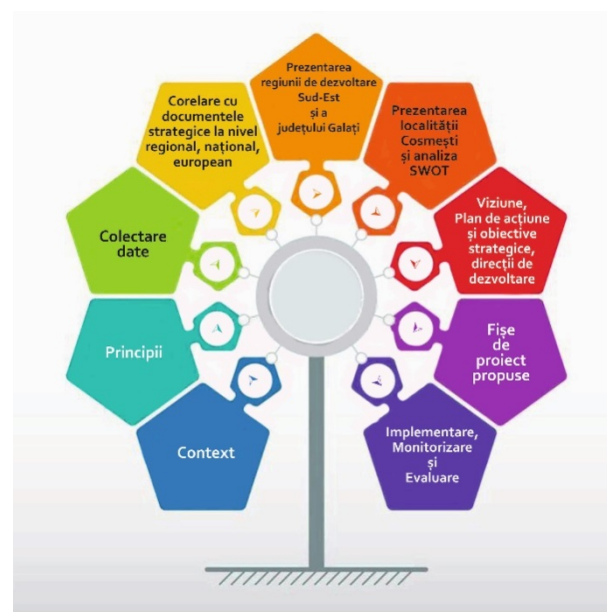 Context
Principii
Colectare
date
Corelare cu
documentele
strategice la nivel
regional, național,
european
Prezentarea
regiunii de dezvoltare
Sud-Est
și a
județului Galați
Prezentarea
localității
Cosmești
și analiza
SWOT
Viziune,
Plan de acțiune
și obiective
strategice,
direcții de
dezvoltare
Fișe
de
proiect
propuse
Implementare,
Monitorizare
și
Evaluare